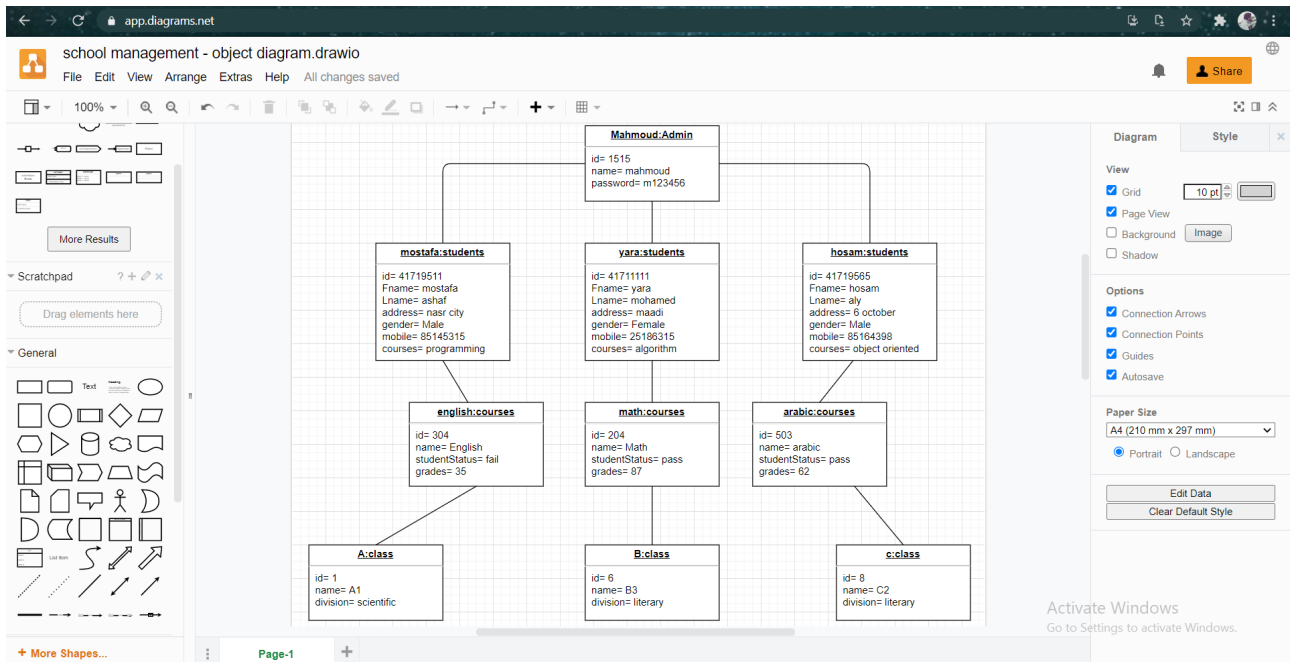 app.diagrams.net
school management - object diagram.drawio
File Edit View Arrange Extras Help All changes saved
Share
100%
Mahmoud:Admin
id= 1515
name= mahmoud
password= m123456
mostafa:students
id= 41719511
Fname= mostafa
Lname= ashaf
address= nasr city
gender= Male
mobile= 85145315
courses= programming
yara:students
id= 41711111
Fname= yara
Lname= mohamed
address= maadi
gender= Female
mobile= 25186315
courses= algorithm
hosam:students
id= 41719565
Fname= hosam
Lname= aly
address= 6 october
gender= Male
mobile= 85164398
courses= object oriented
english:courses
id= 304
name= English
studentStatus= fail
grades= 35
math:courses
id= 204
name= Math
studentStatus= pass
grades= 87
arabic:courses
id= 503
name= arabic
studentStatus= pass
grades= 62
A:class
id= 1
name= A1
division= scientific
B:class
id= 6
name= B3
division= literary
c:class
id= 8
name= C2
division= literary
More Results
Scratchpad
?
Drag elements here
General
Text
Heading
List Item
+ More Shapes...
Page-1
Diagram
Style
View
Grid
10 pt
Page View
Background
Image
Shadow
Options
Connection Arrows
Connection Points
Guides
Autosave
Paper Size
A4 (210 mm x 297 mm)
Portrait
Landscape
Edit Data
Clear Default Style
Activate Windows
Go to Settings to activate Windows.